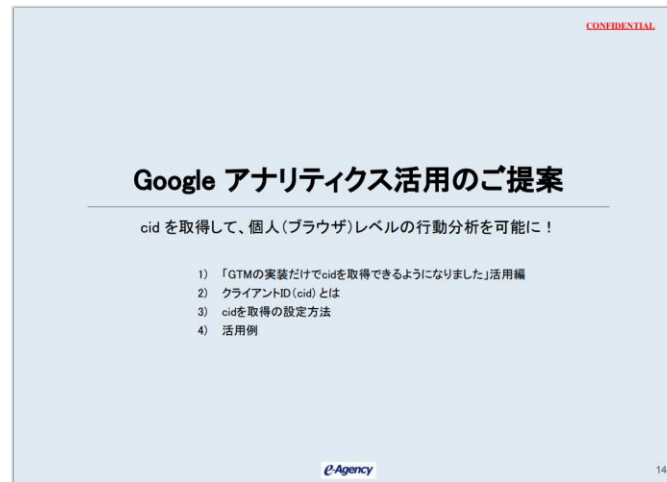 CONFIDENTIAL
Google アナリティクス活用のご提案
cid を取得して、個人(ブラウザ)レベルの行動分析を可能に！
1) 「GTMの実装だけでcidを取得できるようになりました」活用編
2) クライアントID(cid)とは
3) cidを取得の設定方法
4) 活用例
e-Agency
14